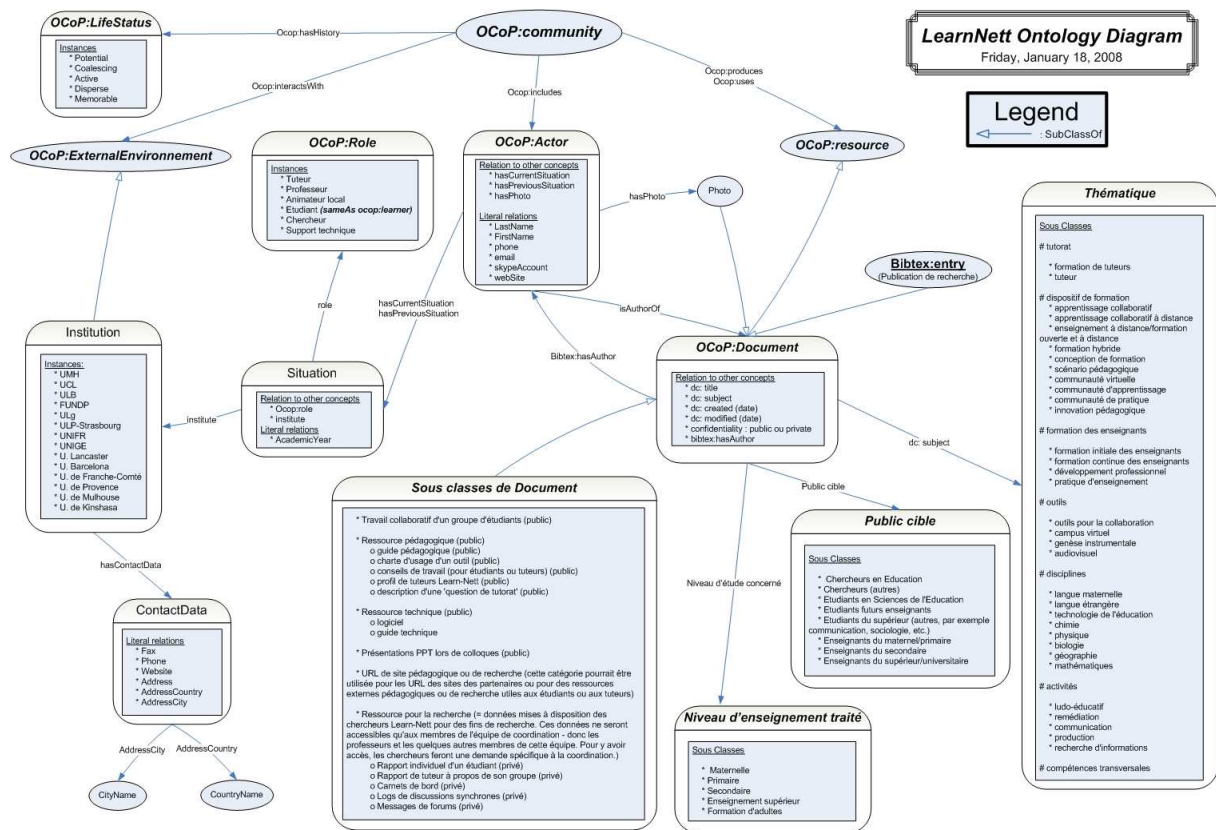 LearnNett Ontology Diagram
Friday, January 18, 2008
Legend
: SubClassOf
OCoP:LifeStatus
Instances
* Potential
* Coalescing
* Active
* Disperse
* Memorable
Ocop:hasHistory
OCoP:community
Ocop:interactsWith
Ocop:includes
Ocop:produces
Ocop:uses
OCoP:ExternalEnvironnement
OCoP:Role
Instances
* Tuteur
* Professeur
* Animateur local
* Etudiant (sameAs ocop:learner)
* Chercheur
* Support technique
OCoP:Actor
Relation to other concepts
* hasCurrentSituation
* hasPreviousSituation
* hasPhoto
Literal relations
* LastName
* FirstName
* phone
* email
* skypeAccount
* webSite
hasPhoto
Photo
OCoP:resource
Bibtex:entry
(Publication de recherche)
role
hasCurrentSituation
hasPreviousSituation
isAuthorOf
Bibtex:hasAuthor
Institution
Instances:
* UMH
* UCL
* ULB
* FUNDP
* ULg
* ULP-Strasbourg
* UNIFR
* UNIGE
* U. Lancaster
* U. Barcelona
* U. de Franche-Comté
* U. de Provence
* U. de Mulhouse
* U. de Kinshasa
institute
Situation
Relation to other concepts
* Ocop:role
* institute
Literal relations
* AcademicYear
OCoP:Document
Relation to other concepts
* dc: title
* dc: subject
* dc: created (date)
* dc: modified (date)
* confidentiality : public ou private
* bibtex:hasAuthor
dc: subject
Public cible
Niveau d'étude concerné
hasContactData
ContactData
Literal relations
* Fax
* Phone
* Website
* Address
* AddressCountry
* AddressCity
AddressCity
AddressCountry
CityName
CountryName
Sous classes de Document
* Travail collaboratif d'un groupe d'étudiants (public)
* Ressource pédagogique (public)
o guide pédagogique (public)
o charte d'usage d'un outil (public)
o conseils de travail (pour étudiants ou tuteurs) (public)
o profil de tuteurs Learn-Nett (public)
o description d'une 'question de tutorat' (public)
* Ressource technique (public)
o logiciel
o guide technique
* Présentations PPT lors de colloques (public)
* URL de site pédagogique ou de recherche (cette catégorie pourrait être
utilisée pour les URL des sites des partenaires ou pour des ressources
externes pédagogiques ou de recherche utiles aux étudiants ou aux tuteurs)
* Ressource pour la recherche (= données mises à disposition des
chercheurs Learn-Nett pour des fins de recherche. Ces données ne seront
accessibles qu'aux membres de l'équipe de coordination - donc les
professeurs et les quelques autres membres de cette équipe. Pour y avoir
accès, les chercheurs feront une demande spécifique à la coordination.)
o Rapport individuel d'un étudiant (privé)
o Rapport de tuteur à propos de son groupe (privé)
o Carnets de bord (privé)
o Logs de discussions synchrones (privé)
o Messages de forums (privé)
Public cible
Sous Classes
* Chercheurs en Education
* Chercheurs (autres)
* Etudiants en Sciences de l'Education
* Etudiants futurs enseignants
* Etudiants du supérieur (autres, par exemple
communication, sociologie, etc.)
* Enseignants du maternel/primaire
* Enseignants du secondaire
* Enseignants du supérieur/universitaire
Niveau d'enseignement traité
Sous Classes
* Maternelle
* Primaire
* Secondaire
* Enseignement supérieur
* Formation d'adultes
Thématique
Sous Classes
# tutorat
* formation de tuteurs
* tuteur
# dispositif de formation
* apprentissage collaboratif
* apprentissage collaboratif à distance
* enseignement à distance/formation
ouverte et à distance
* formation hybride
* conception de formation
* scénario pédagogique
* communauté virtuelle
* communauté d'apprentissage
* communauté de pratique
* innovation pédagogique
# formation des enseignants
* formation initiale des enseignants
* formation continue des enseignants
* développement professionnel
* pratique d'enseignement
# outils
* outils pour la collaboration
* campus virtuel
* genèse instrumentale
* audiovisuel
# disciplines
* langue maternelle
* langue étrangère
* technologie de l'éducation
* chimie
* physique
* biologie
* géographie
* mathématiques
# activités
* ludo-éducatif
* remédiation
* communication
* production
* recherche d'informations
# compétences transversales